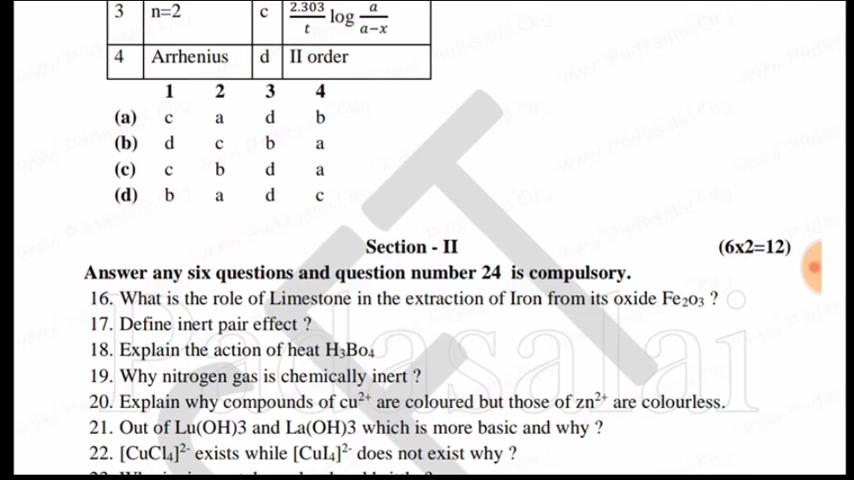 3 n=2 c 2.303/t log a/a−x
4 Arrhenius d II order
1 2 3 4
(a) c a d b
(b) d c b a
(c) c b d a
(d) b a d c
Section - II (6x2=12)
Answer any six questions and question number 24 is compulsory.
16. What is the role of Limestone in the extraction of Iron from its oxide Fe₂o₃ ?
17. Define inert pair effect ?
18. Explain the action of heat H₃Bo₄
19. Why nitrogen gas is chemically inert ?
20. Explain why compounds of cu²⁺ are coloured but those of zn²⁺ are colourless.
21. Out of Lu(OH)3 and La(OH)3 which is more basic and why ?
22. [CuCl₄]²⁻ exists while [CuI₄]²⁻ does not exist why ?
Padasalai